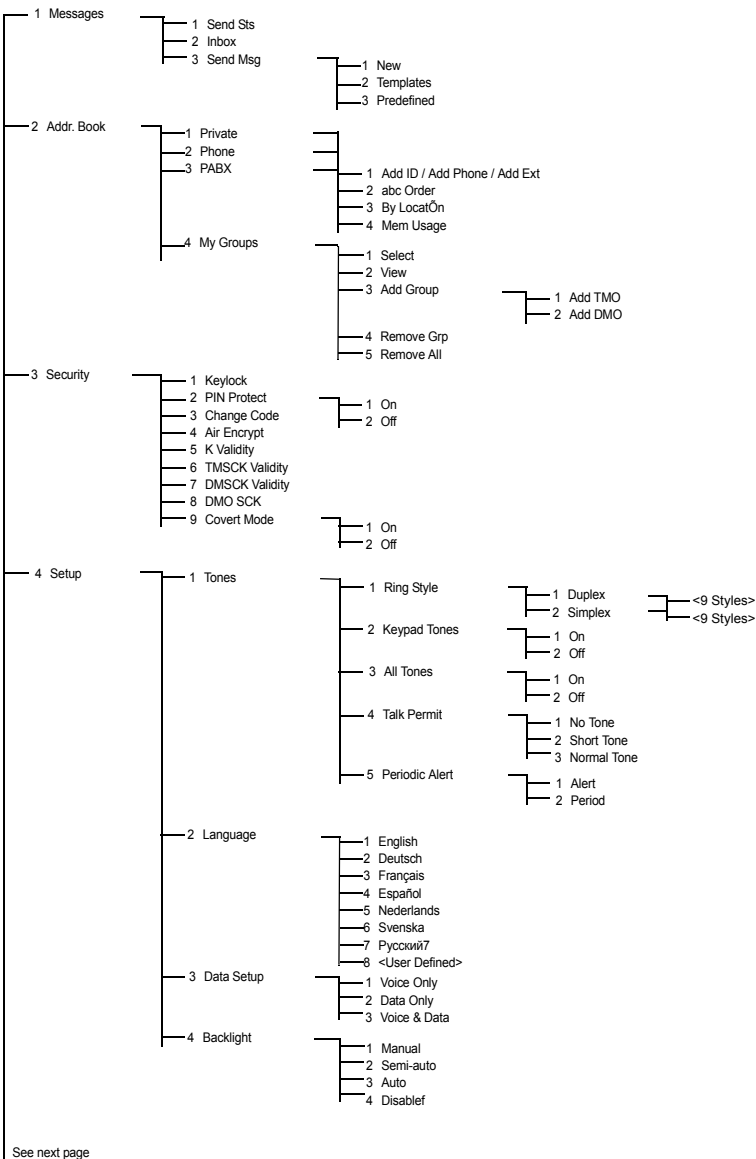 1 Messages
1 Send Sts
2 Inbox
3 Send Msg
1 New
2 Templates
3 Predefined
2 Addr. Book
1 Private
2 Phone
3 PABX
1 Add ID / Add Phone / Add Ext
2 abc Order
3 By LocatÕn
4 Mem Usage
4 My Groups
1 Select
2 View
3 Add Group
1 Add TMO
2 Add DMO
4 Remove Grp
5 Remove All
3 Security
1 Keylock
2 PIN Protect
1 On
2 Off
3 Change Code
4 Air Encrypt
5 K Validity
6 TMSCK Validity
7 DMSCK Validity
8 DMO SCK
9 Covert Mode
1 On
2 Off
4 Setup
1 Tones
1 Ring Style
1 Duplex
<9 Styles>
2 Simplex
<9 Styles>
2 Keypad Tones
1 On
2 Off
3 All Tones
1 On
2 Off
4 Talk Permit
1 No Tone
2 Short Tone
3 Normal Tone
5 Periodic Alert
1 Alert
2 Period
2 Language
1 English
2 Deutsch
3 Français
4 Español
5 Nederlands
6 Svenska
7 Русский7
8 <User Defined>
3 Data Setup
1 Voice Only
2 Data Only
3 Voice & Data
4 Backlight
1 Manual
2 Semi-auto
3 Auto
4 Disablef
See next page